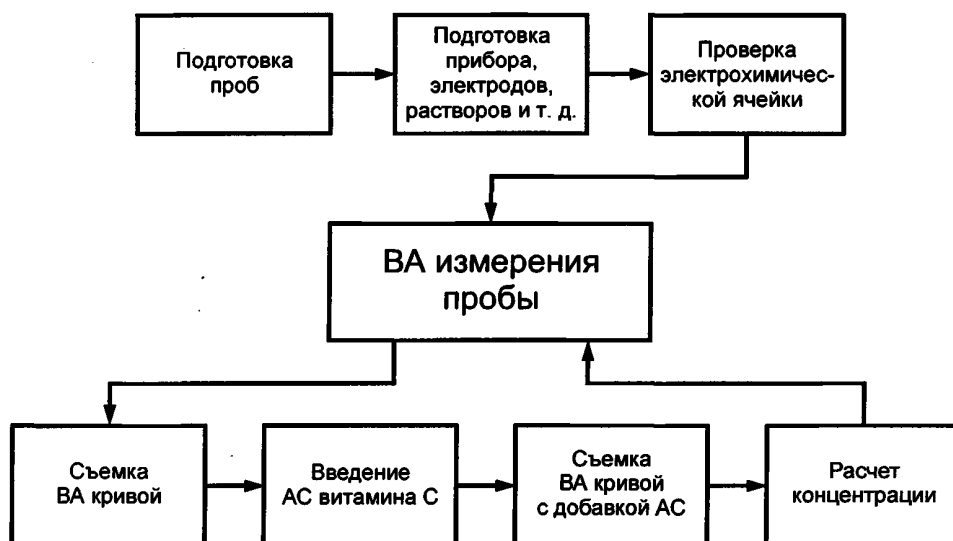 Подготовка
проб
Подготовка
прибора,
электродов,
растворов и т. д.
Проверка
электрохимичес-
кой ячейки
ВА измерения
пробы
Съемка
ВА кривой
Введение
АС витамина С
Съемка
ВА кривой
с добавкой АС
Расчет
концентрации